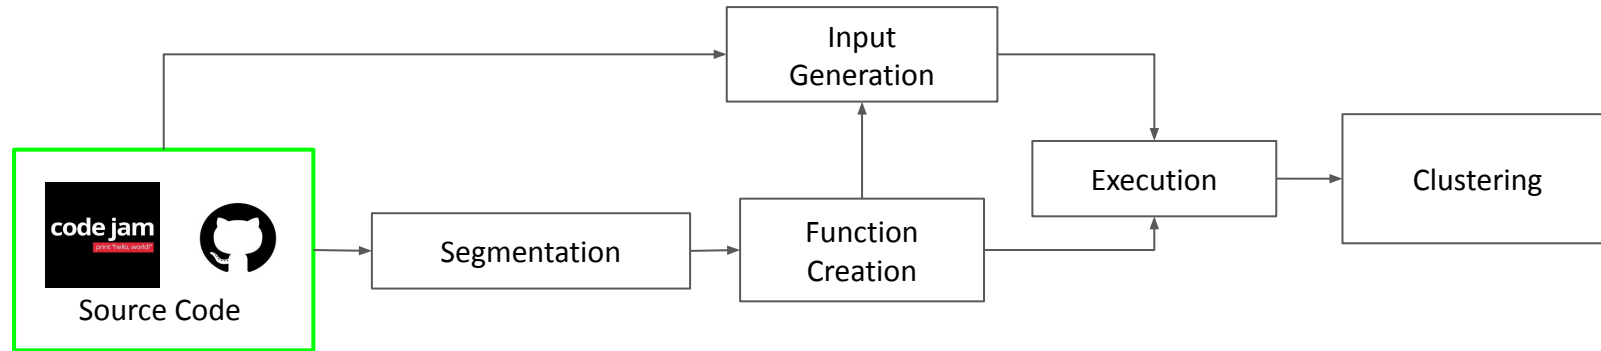 Input
Generation
Execution
Clustering
code jam
print "hello, world!"
Segmentation
Function
Creation
Source Code